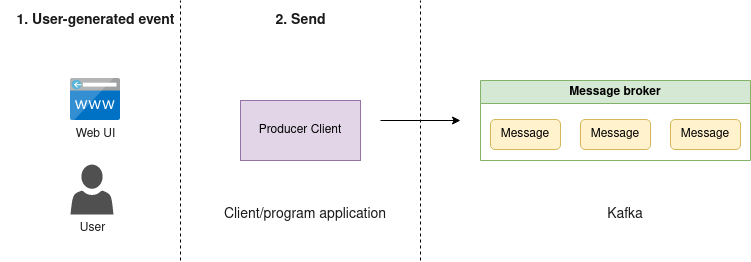 1. User-generated event
2. Send
www
Web UI
User
Producer Client
Client/program application
Message broker
Message
Message
Message
Kafka